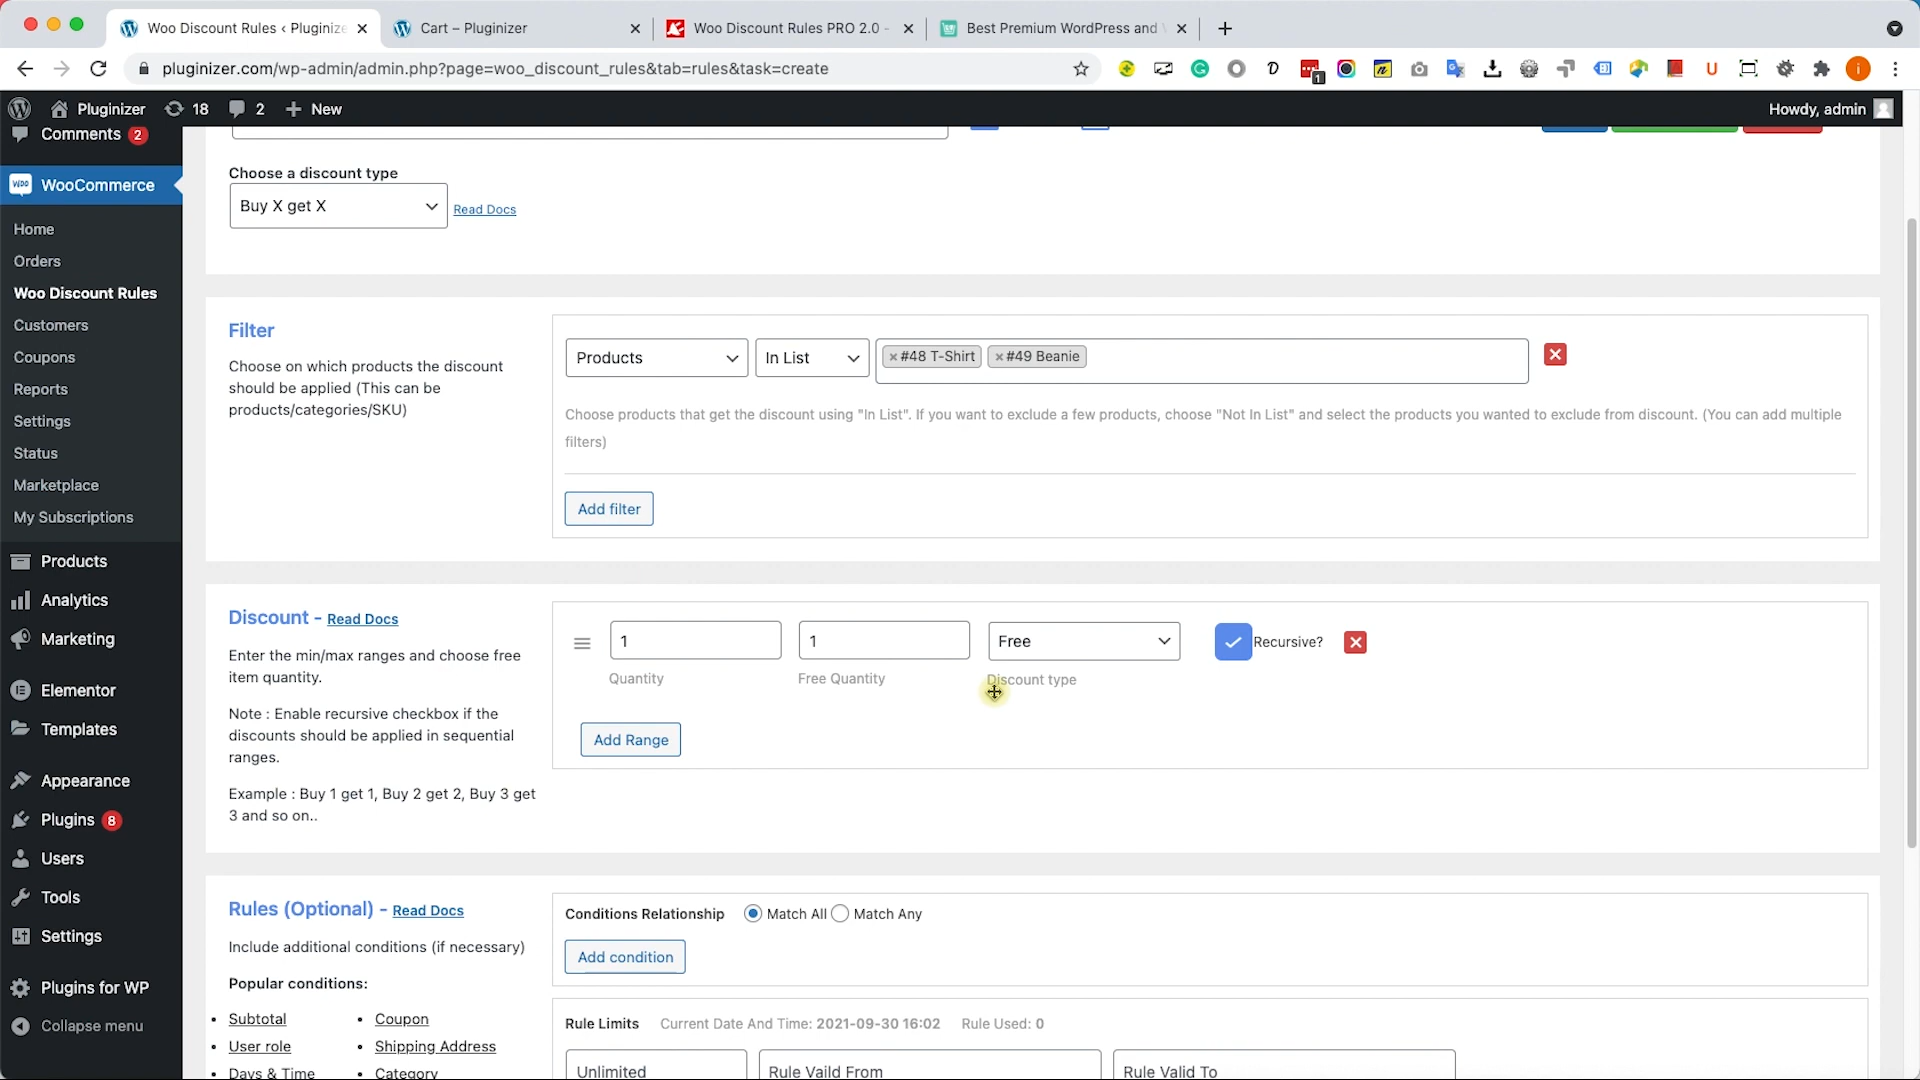 Woo Discount Rules ‹ Pluginize
Cart – Pluginizer
Woo Discount Rules PRO 2.0 -
Best Premium WordPress and
pluginizer.com/wp-admin/admin.php?page=woo_discount_rules&tab=rules&task=create
Pluginizer 18 2 New
Howdy, admin
Comments 2
WooCommerce
Home
Orders
Woo Discount Rules
Customers
Coupons
Reports
Settings
Status
Marketplace
My Subscriptions
Products
Analytics
Marketing
Elementor
Templates
Appearance
Plugins 8
Users
Tools
Settings
Plugins for WP
Collapse menu
Choose a discount type
Buy X get X
Read Docs
Filter
Choose on which products the discount
should be applied (This can be
products/categories/SKU)
Products
In List
×#48 T-Shirt
×#49 Beanie
Choose products that get the discount using "In List". If you want to exclude a few products, choose "Not In List" and select the products you wanted to exclude from discount. (You can add multiple
filters)
Add filter
Discount - Read Docs
Enter the min/max ranges and choose free
item quantity.
Note : Enable recursive checkbox if the
discounts should be applied in sequential
ranges.
Example : Buy 1 get 1, Buy 2 get 2, Buy 3 get
3 and so on..
1
1
Free
Recursive?
Quantity
Free Quantity
Discount type
Add Range
Rules (Optional) - Read Docs
Include additional conditions (if necessary)
Popular conditions:
Subtotal
Coupon
User role
Shipping Address
Days & Time
Category
Conditions Relationship
Match All
Match Any
Add condition
Rule Limits
Current Date And Time: 2021-09-30 16:02
Rule Used: 0
Unlimited
Rule Vaild From
Rule Valid To